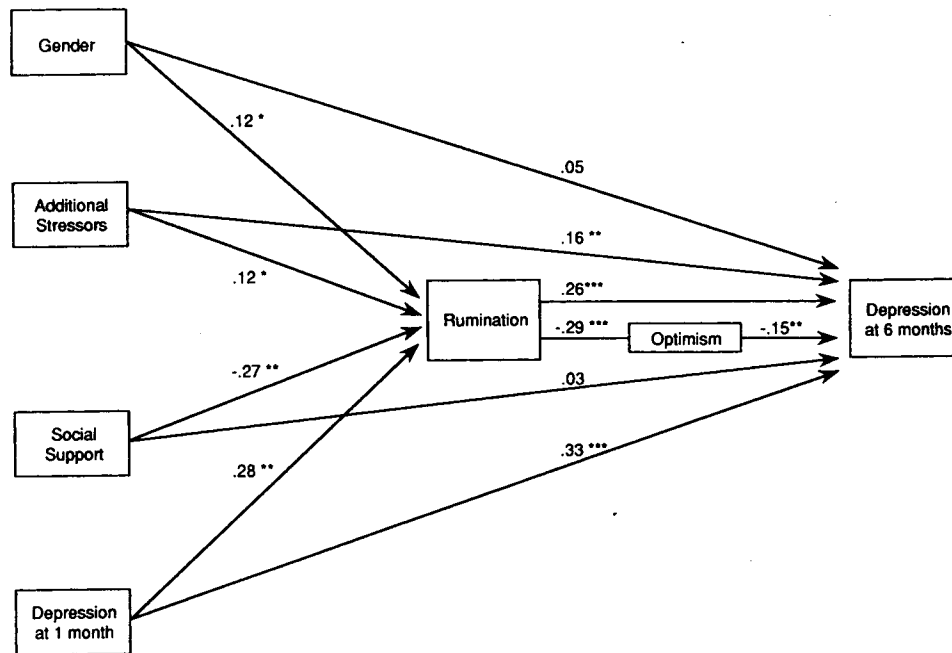 Gender
.12 *
.05
Additional
Stressors
.16 **
.12 *
.26***
Rumination
-.29 ***
Optimism
-.15**
Depression
at 6 months
-.27 **
.03
Social
Support
.28 **
.33 ***
Depression
at 1 month